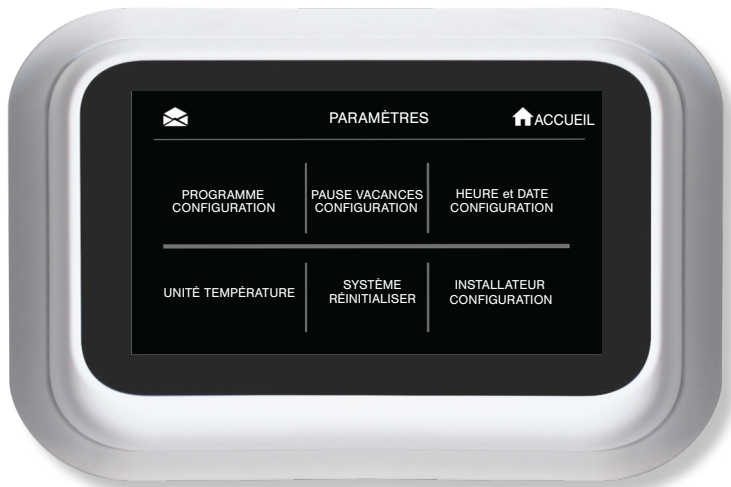 PARAMÈTRES
ACCUEIL
PROGRAMME
CONFIGURATION
PAUSE VACANCES
CONFIGURATION
HEURE et DATE
CONFIGURATION
UNITÉ TEMPÉRATURE
SYSTÈME
RÉINITIALISER
INSTALLATEUR
CONFIGURATION